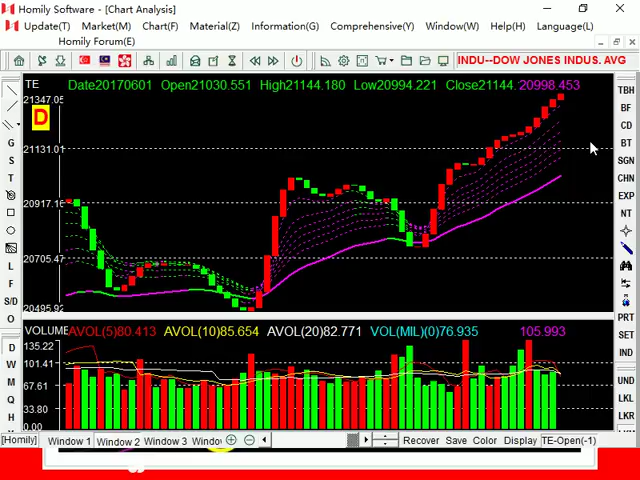 Homily Software - [Chart Analysis]
Update(T) Market(M) Chart(F) Material(Z) Information(G) Comprehensive(Y) Window(W) Help(H) Language(L)
Homily Forum(E)
INDU--DOW JONES INDUS. AVG
TE Date20170601 Open21030.551 High21144.180 Low20994.221 Close21144. 20998.453
21347.05
D
21131.01
20917.16
20705.47
20495.92
VOLUME AVOL(5)80.413 AVOL(10)85.654 AVOL(20)82.771 VOL(MIL)(0)76.935 105.993
135.22
101.41
67.61
33.80
0.00
G
S
T
L
F
S/D
O
D
W
M
Q
H
TBH
BF
CD
BT
SGN
CHN
EXP
NT
PRT
SET
IND
UND
LKL
LKR
[Homily] Window 1 Window 2 Window 3 Windo Recover Save Color Display TE-Open(-1)